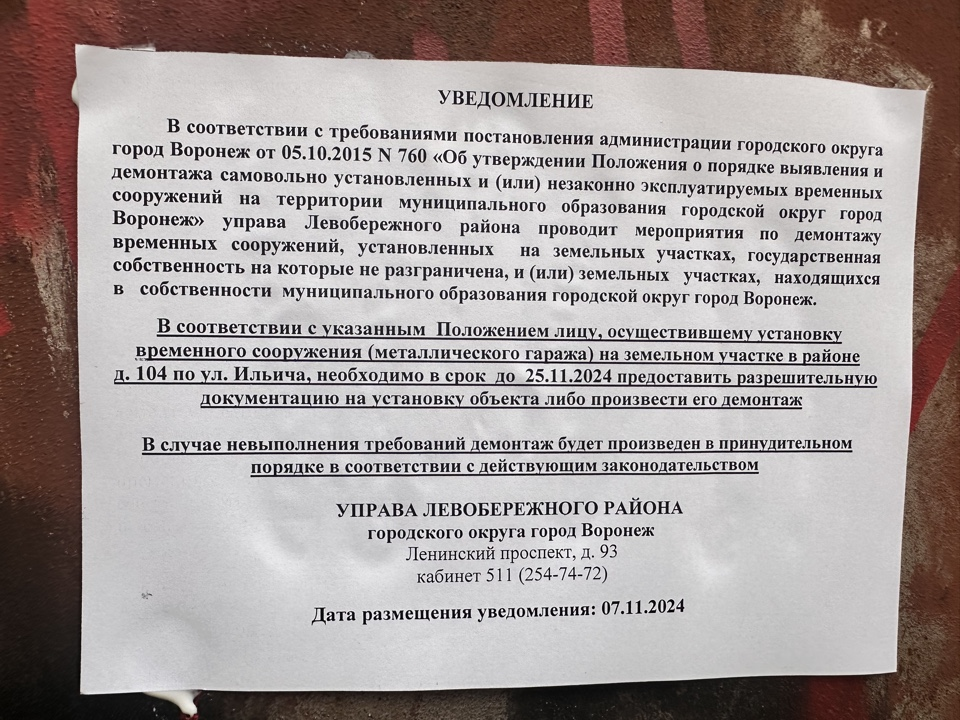 УВЕДОМЛЕНИЕ
В соответствии с требованиями постановления администрации городского округа
город Воронеж от 05.10.2015 N 760 «Об утверждении Положения о порядке выявления и
демонтажа самовольно установленных и (или) незаконно эксплуатируемых временных
сооружений на территории муниципального образования городской округ город
Воронеж» управа Левобережного района проводит мероприятия по демонтажу
временных сооружений, установленных на земельных участках, государственная
собственность на которые не разграничена, и (или) земельных участках, находящихся
в собственности муниципального образования городской округ город Воронеж.
В соответствии с указанным Положением лицу, осуществившему установку
временного сооружения (металлического гаража) на земельном участке в районе
д. 104 по ул. Ильича, необходимо в срок до 25.11.2024 предоставить разрешительную
документацию на установку объекта либо произвести его демонтаж
В случае невыполнения требований демонтаж будет произведен в принудительном
порядке в соответствии с действующим законодательством
УПРАВА ЛЕВОБЕРЕЖНОГО РАЙОНА
городского округа город Воронеж
Ленинский проспект, д. 93
кабинет 511 (254-74-72)
Дата размещения уведомления: 07.11.2024